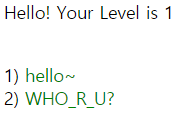 Hello! Your Level is 1
1) hello~
2) WHO_R_U?